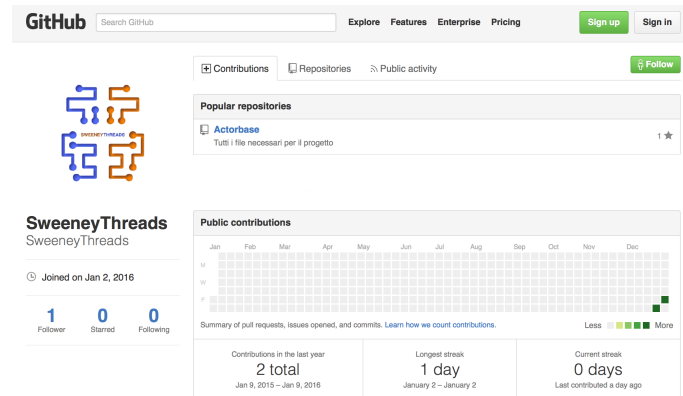 GitHub Search GitHub Explore Features Enterprise Pricing Sign up Sign in
Contributions Repositories Public activity Follow
Popular repositories
Actorbase
Tutti i file necessari per il progetto
1
SWEENEYTHREADS
SweeneyThreads
SweeneyThreads
Joined on Jan 2, 2016
1 0 0
Follower Starred Following
Public contributions
Jan Feb Mar Apr May Jun Jul Aug Sep Oct Nov Dec
M
W
F
Summary of pull requests, issues opened, and commits. Learn how we count contributions. Less More
Contributions in the last year Longest streak Current streak
2 total 1 day 0 days
Jan 9, 2015 – Jan 9, 2016 January 2 – January 2 Last contributed a day ago